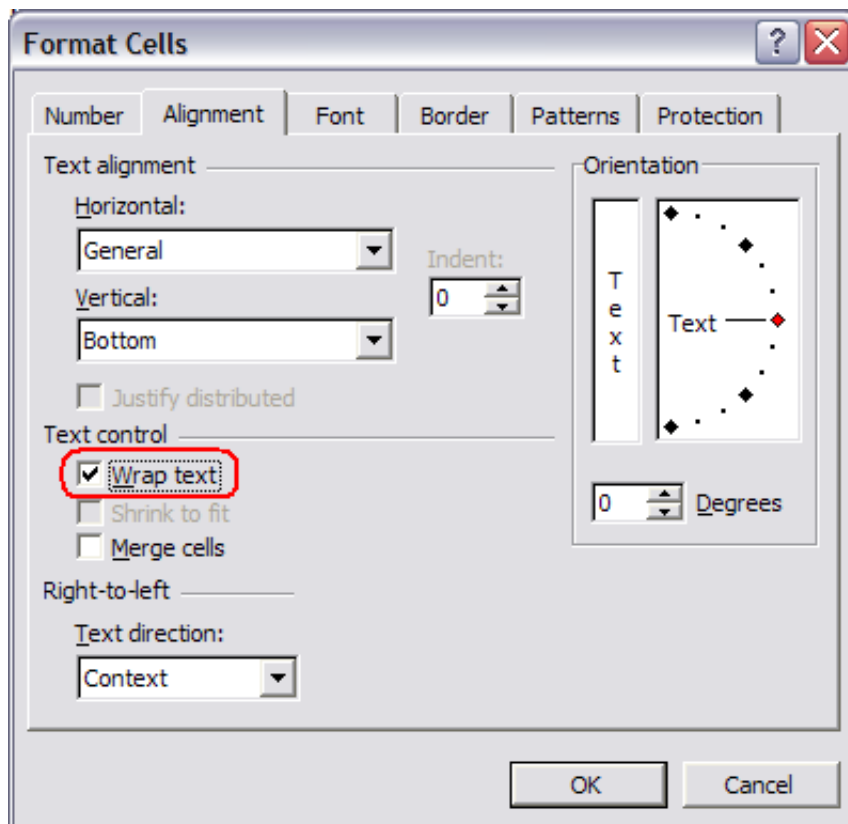 Format Cells
Number Alignment Font Border Patterns Protection
Text alignment
Horizontal:
General
Indent:
0
Vertical:
Bottom
Justify distributed
Text control
Wrap text
Shrink to fit
Merge cells
Right-to-left
Text direction:
Context
Orientation
Text
Text
0 Degrees
OK Cancel